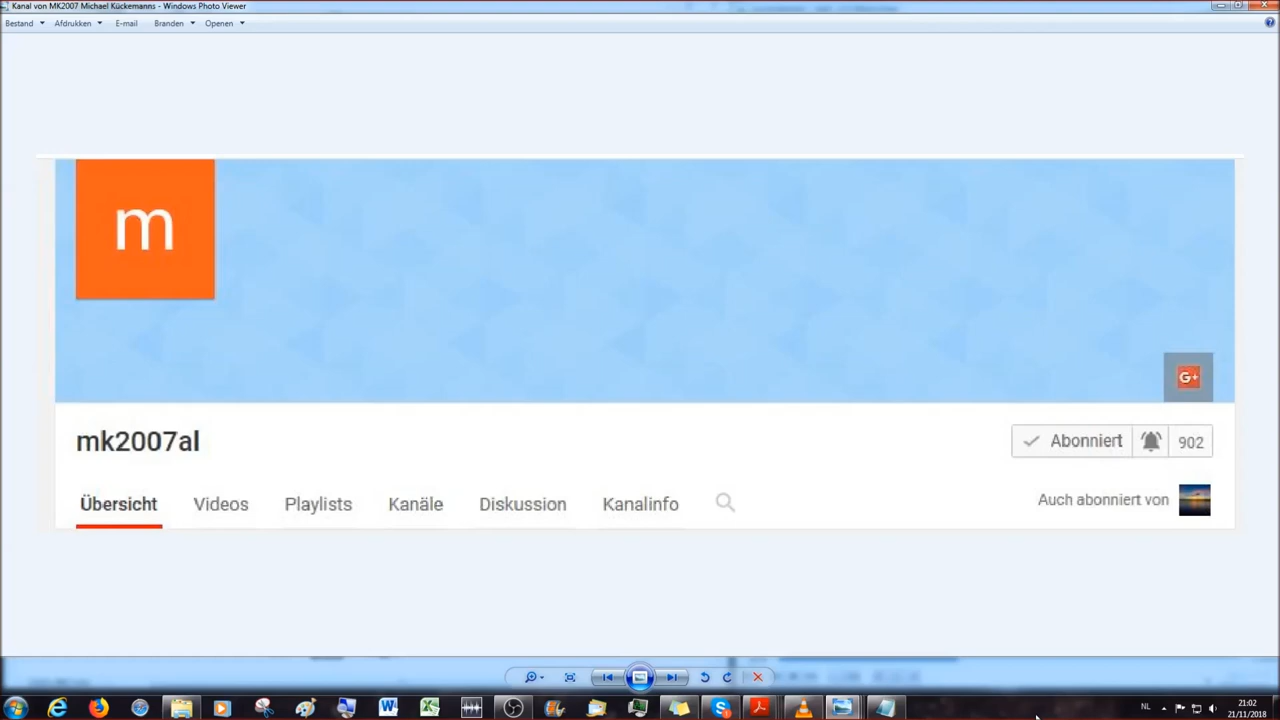 Kanal von MK2007 Michael Kückemanns - Windows Photo Viewer
Bestand Afdrukken E-mail Branden Openen
m
G+
mk2007al
Abonniert 902
Übersicht Videos Playlists Kanäle Diskussion Kanalinfo
Auch abonniert von
NL 21:02
21/11/2018